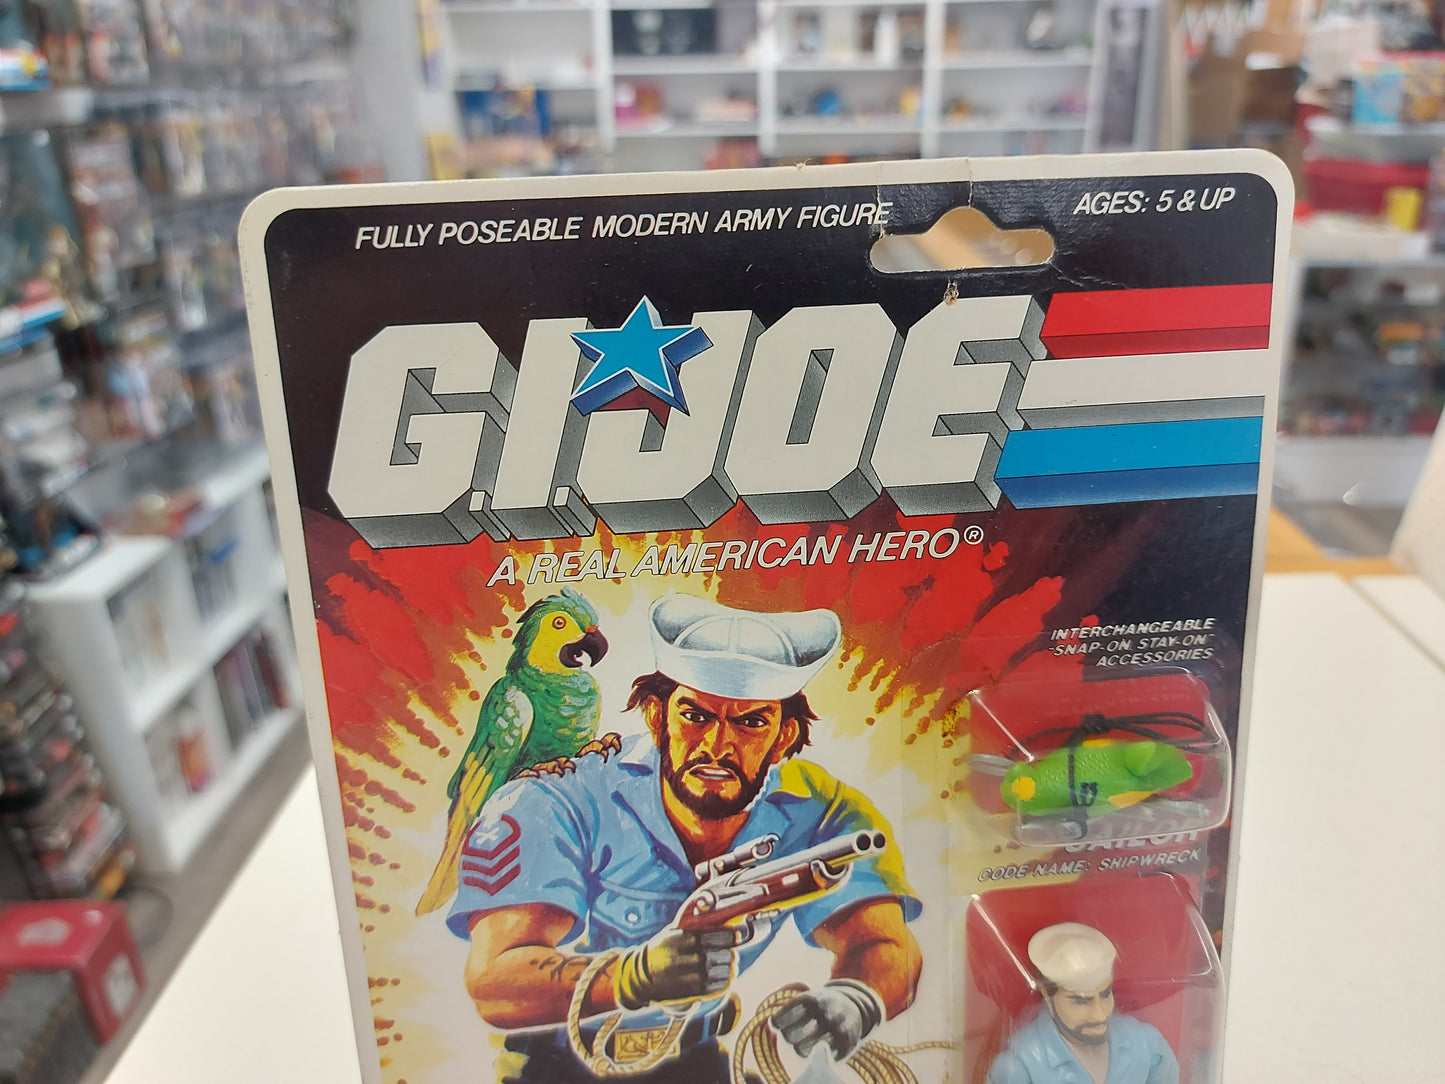 FULLY POSEABLE MODERN ARMY FIGURE
AGES: 5 & UP
G.I.JOE
A REAL AMERICAN HERO®
INTERCHANGEABLE
"SNAP-ON STAY-ON"
ACCESSORIES
SAILOR
CODE NAME: SHIPWRECK